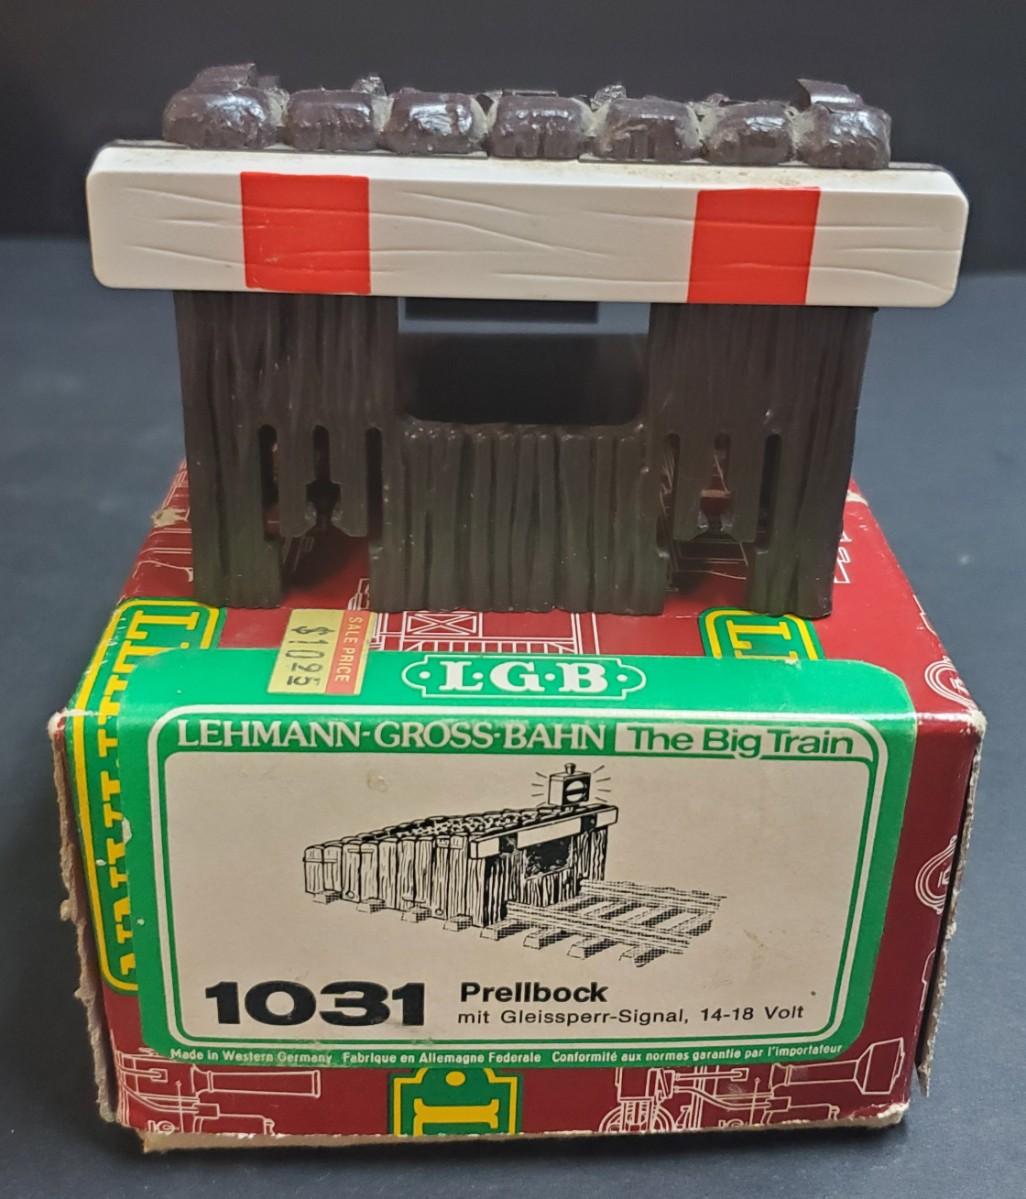 SALE PRICE
$10.95
L·G·B
LEHMANN-GROSS-BAHN The Big Train
1031
Prellbock
mit Gleissperr-Signal, 14-18 Volt
Made in Western Germany Fabrique en Allemagne Federale Conformité aux normes garantie par l'importateur